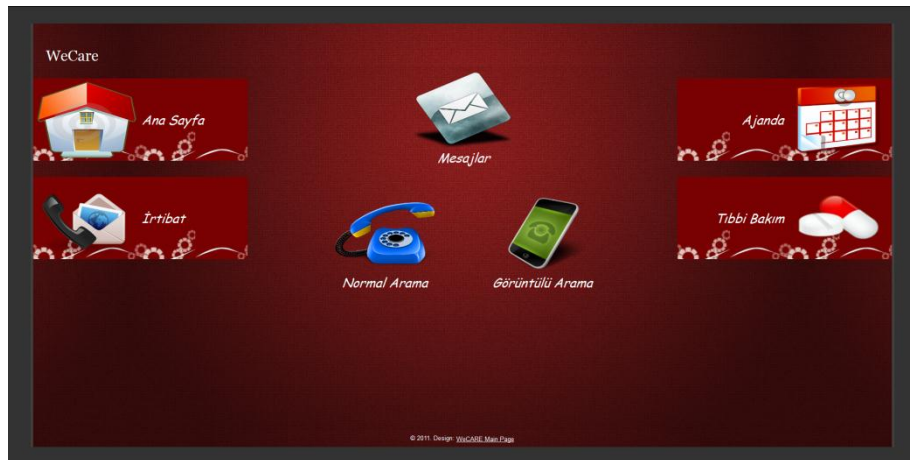 WeCare
Ana Sayfa
Mesajlar
Ajanda
İrtibat
Tıbbi Bakım
Normal Arama
Görüntülü Arama
© 2011. Design: WeCARE Main Page